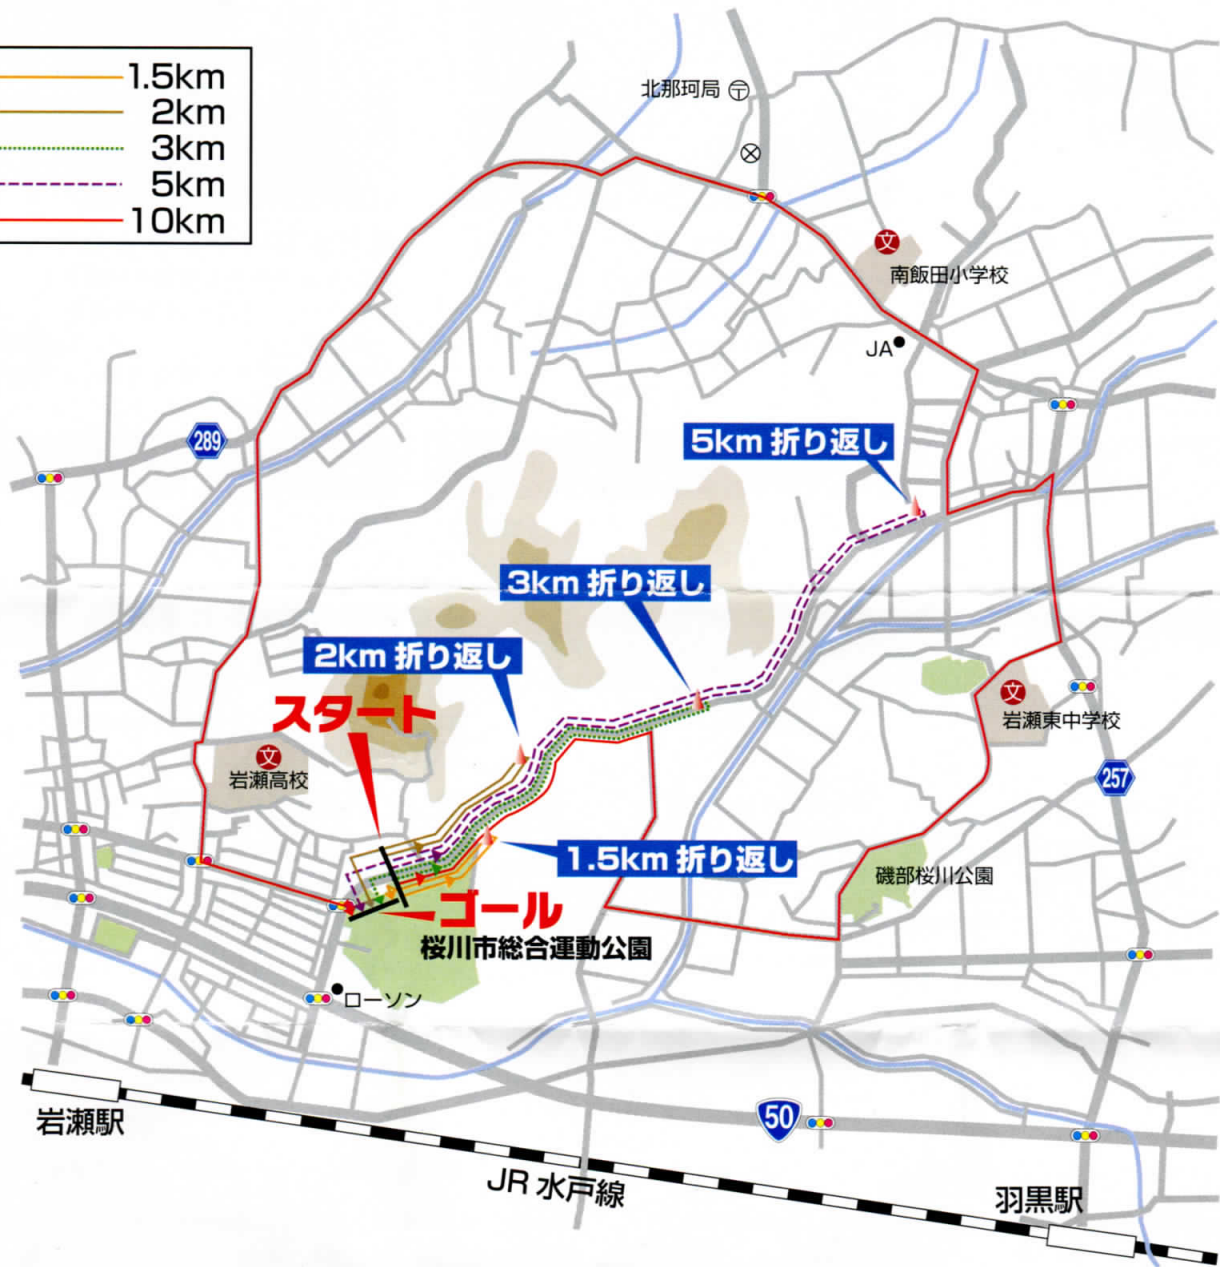 1.5km
2km
3km
5km
10km
北那珂局
文
南飯田小学校
JA
289
5km 折り返し
3km 折り返し
2km 折り返し
スタート
文
岩瀬高校
文
岩瀬東中学校
257
1.5km 折り返し
磯部桜川公園
ゴール
桜川市総合運動公園
ローソン
50
岩瀬駅
JR 水戸線
羽黒駅